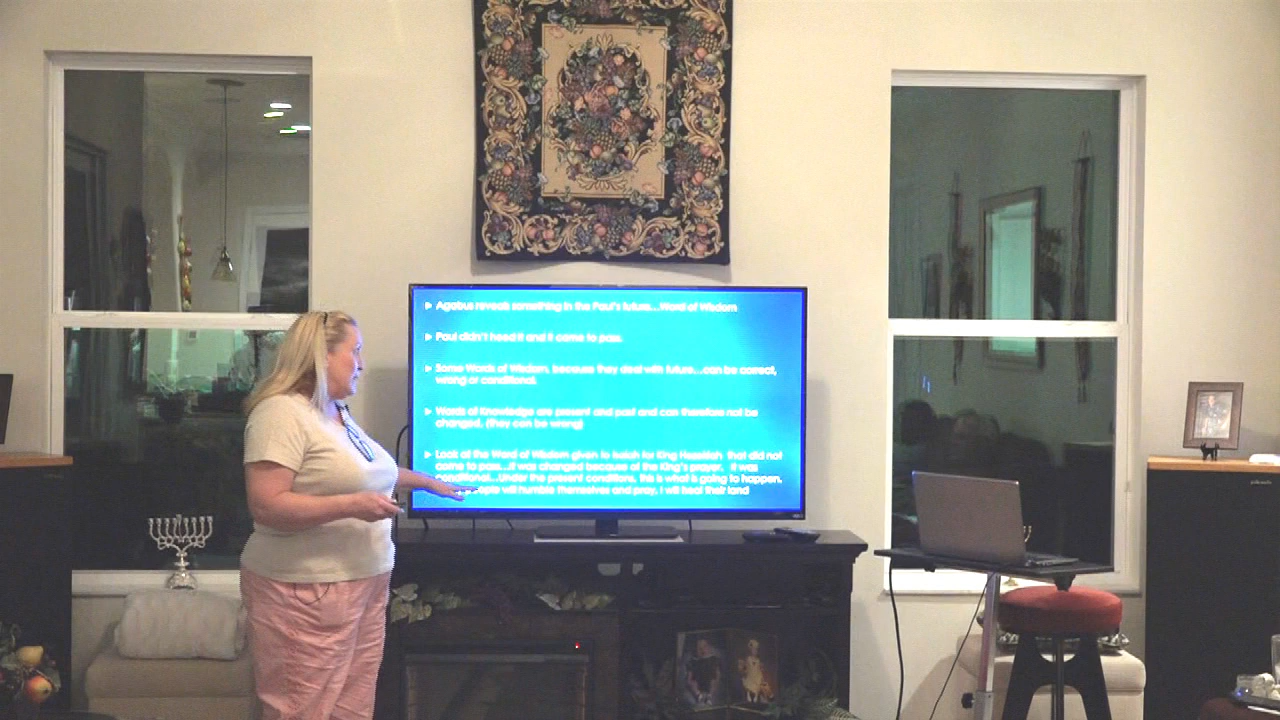 Agabus reveals something in the Paul's future...Word of Wisdom
Paul didn't heed it and it came to pass.
Some Words of Wisdom, because they deal with future...can be correct,
wrong or conditional.
Words of Knowledge are present and past and can therefore not be
changed. (they can be wrong)
Look at the Word of Wisdom given to Isaiah for King Hezekiah That did not
come to pass...it was changed because of the King's prayer. It was
conditional...Under the present conditions, this is what is going to happen.
will humble themselves and pray, I will heal their land